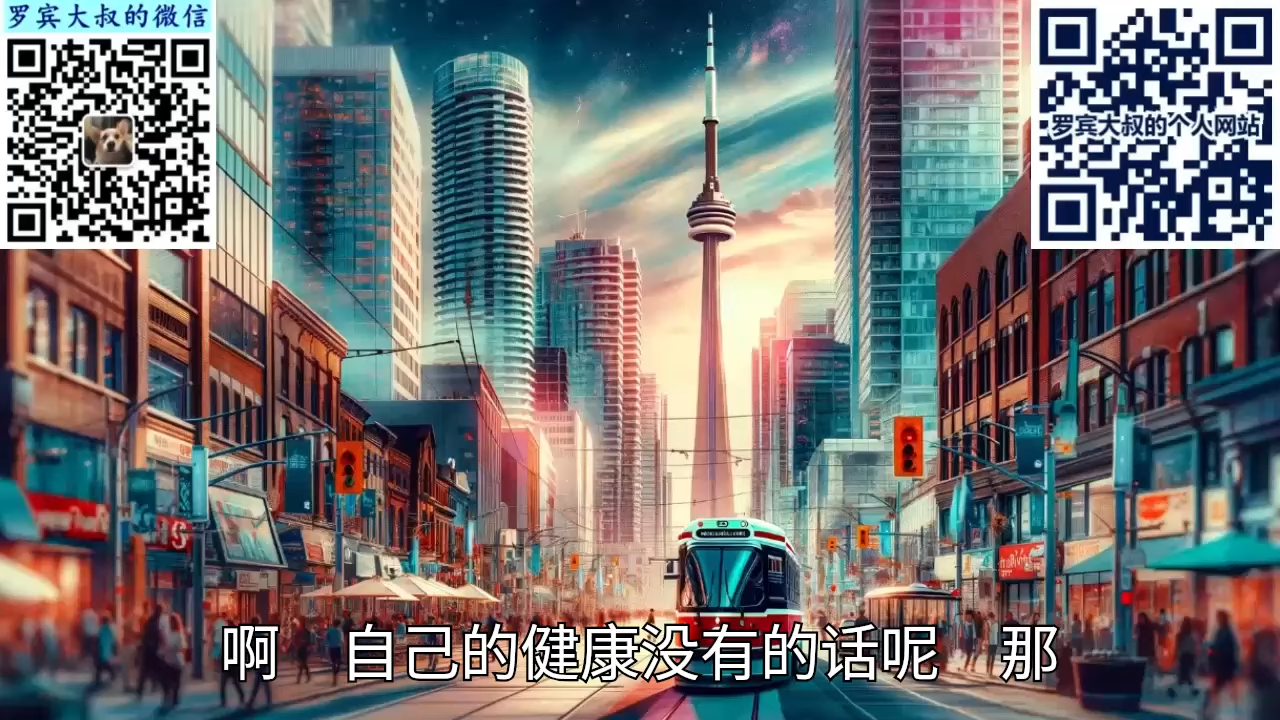 罗宾大叔的微信
罗宾大叔的个人网站
啊 自己的健康没有的话呢 那